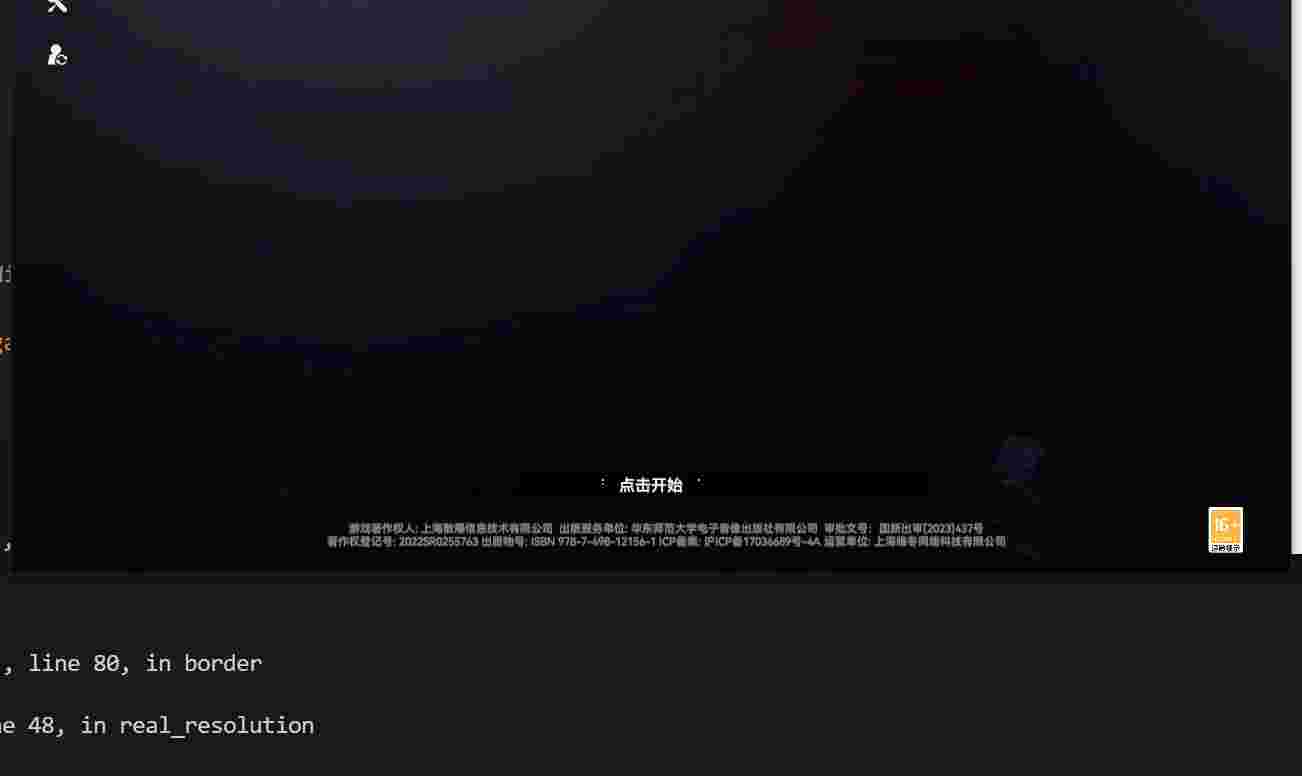 点击开始
游戏著作权人: 上海散爆信息技术有限公司 出版服务单位: 华东师范大学电子音像出版社有限公司 审批文号: 国新出审[2023]437号
著作权登记号: 2022SR0255763 出版物号: ISBN 978-7-498-12156-1 ICP备案: 沪ICP备17036689号-4A 运营单位: 上海暝冬网络科技有限公司
16+
, line 80, in border
e 48, in real_resolution